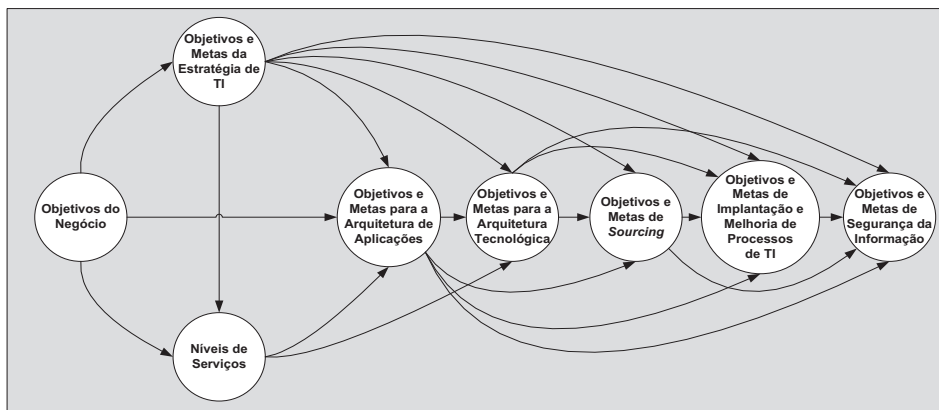 Objetivos e
Metas da
Estratégia de
TI
Objetivos do
Negócio
Objetivos e
Metas para a
Arquitetura de
Aplicações
Objetivos e
Metas para a
Arquitetura
Tecnológica
Objetivos e
Metas de
Sourcing
Objetivos e
Metas de
Implantação e
Melhoria de
Processos
de TI
Objetivos e
Metas de
Segurança da
Informação
Níveis de
Serviços